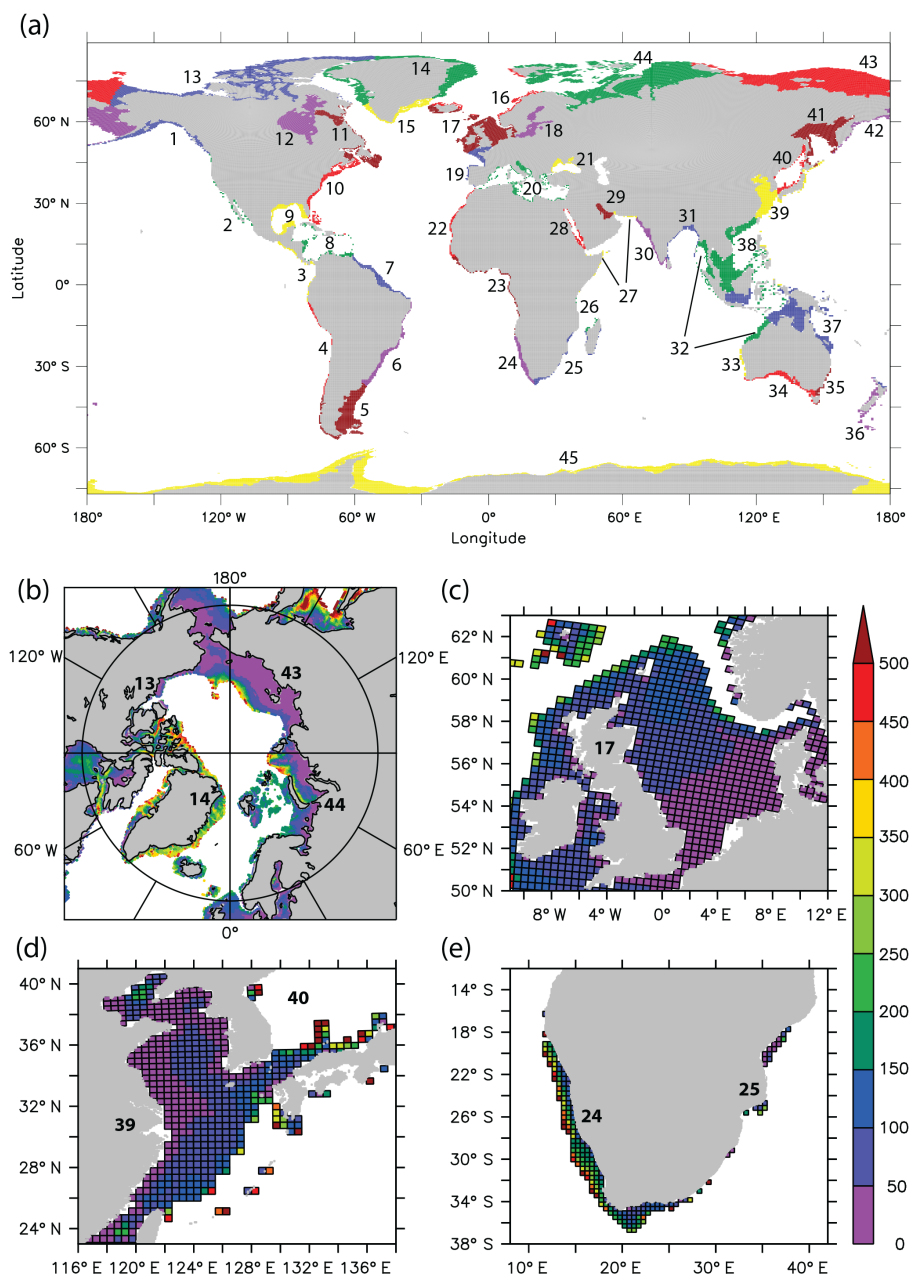 (a)
43
44
13
14
16
60° N
1
12
11
15
17
18
41
42
19
21
40
10
20
30° N
2
9
29
39
22
28
31
30
38
8
3
7
27
0°
23
26
32
37
4
6
24
25
33
30° S
34
35
5
36
60° S
45
180°
120° W
60° W
0°
60° E
120° E
180°
Latitude
Longitude
(b)
180°
120° W
120° E
13
43
14
44
60° W
60° E
0°
(c)
62° N
60° N
58° N
56° N
54° N
52° N
50° N
17
8° W
4° W
0°
4° E
8° E
12° E
500
450
400
350
300
250
200
150
100
50
0
(d)
40° N
36° N
32° N
28° N
24° N
40
39
116° E
120° E
124° E
128° E
132° E
136° E
(e)
14° S
18° S
22° S
26° S
30° S
34° S
38° S
24
25
10° E
20° E
30° E
40° E